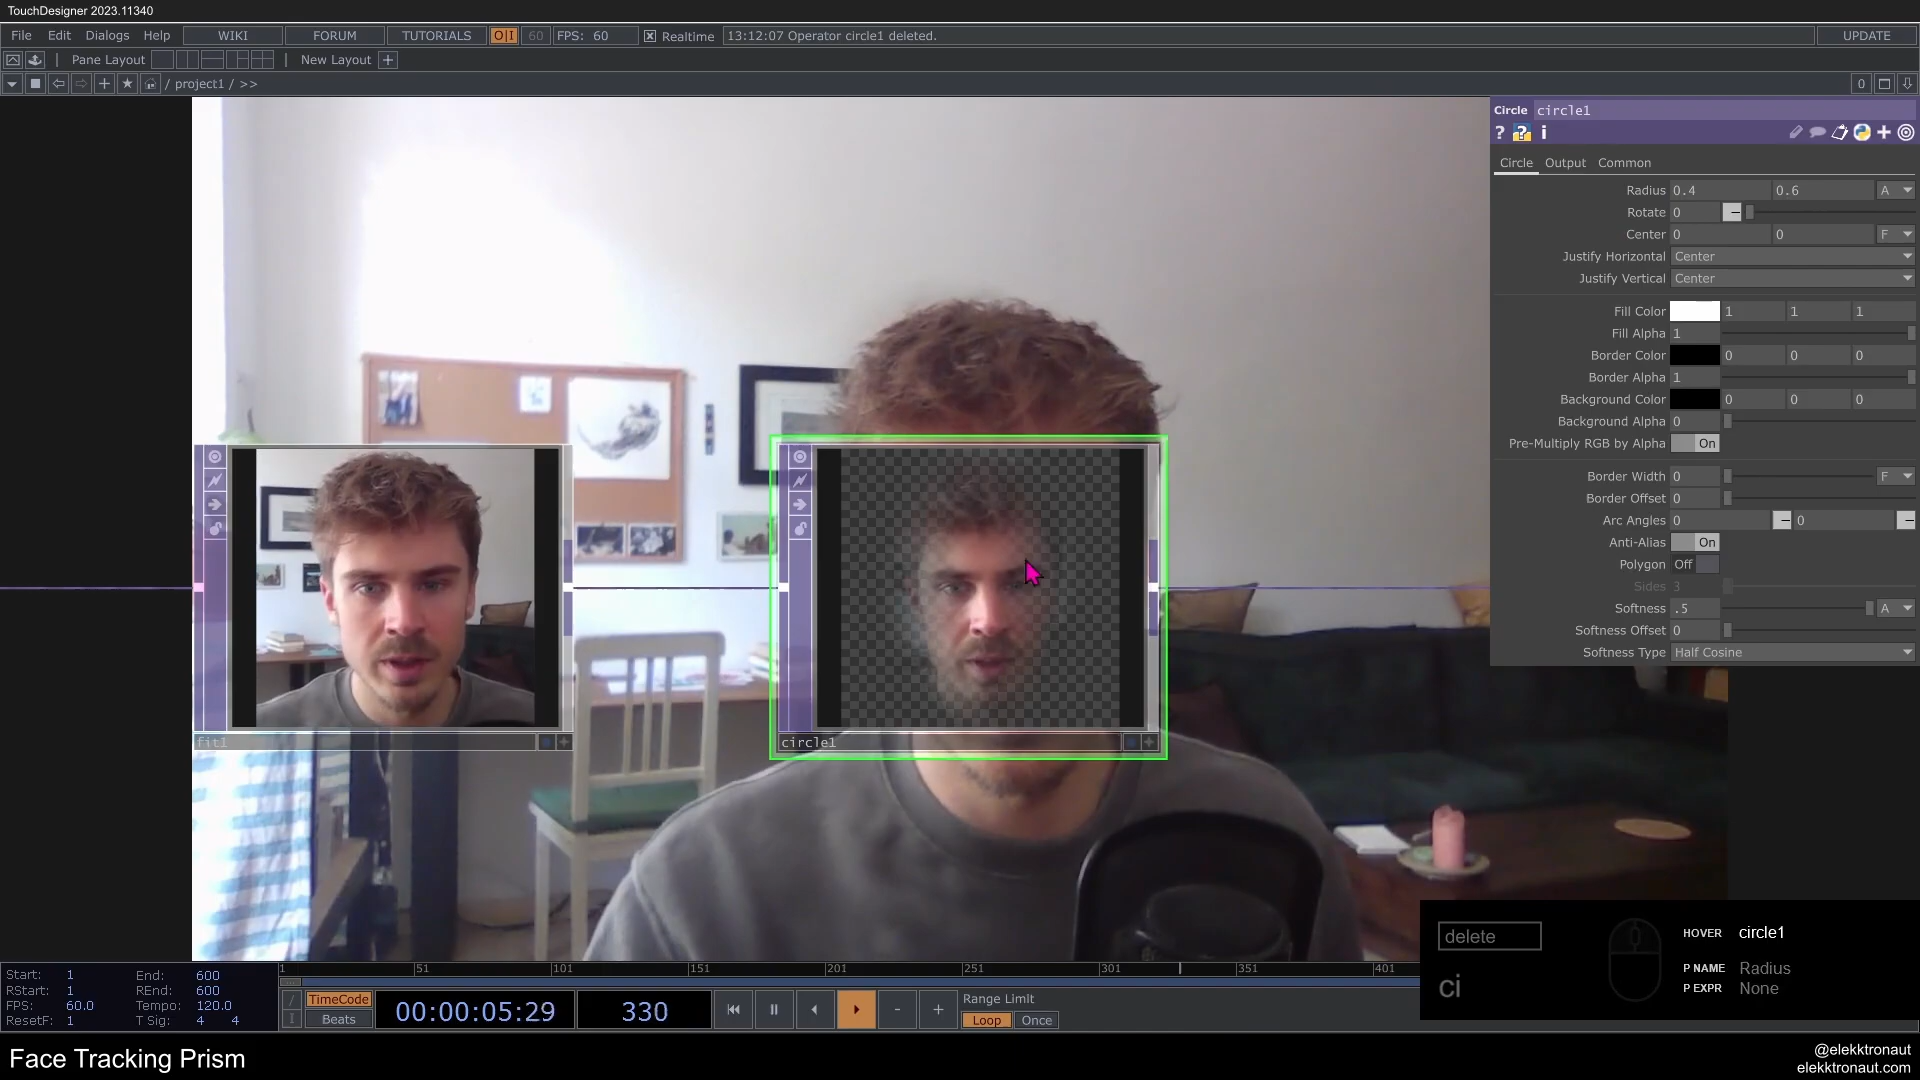 TouchDesigner 2023.11340
File Edit Dialogs Help WIKI FORUM TUTORIALS O|I 60 FPS: 60 Realtime 13:12:07 Operator circle1 deleted. UPDATE
Pane Layout New Layout
/ project1 / >> 0
Circle circle1
Circle Output Common
Radius 0.4 0.6 A
Rotate 0
Center 0 0 F
Justify Horizontal Center
Justify Vertical Center
Fill Color 1 1 1
Fill Alpha 1
Border Color 0 0 0
Border Alpha 1
Background Color 0 0 0
Background Alpha 0
Pre-Multiply RGB by Alpha On
Border Width 0 F
Border Offset 0
Arc Angles 0 0
Anti-Alias On
Polygon Off
Sides 3
Softness .5 A
Softness Offset 0
Softness Type Half Cosine
fit1
circle1
delete
ci
HOVER circle1
P NAME Radius
P EXPR None
1 51 101 151 201 251 301 351 401
Start: 1 End: 600
RStart: 1 REnd: 600
FPS: 60.0 Tempo: 120.0
ResetF: 1 T Sig: 4 4
TimeCode
Beats
00:00:05:29
330
Range Limit
Loop Once
Face Tracking Prism
@elekktronaut
elekktronaut.com